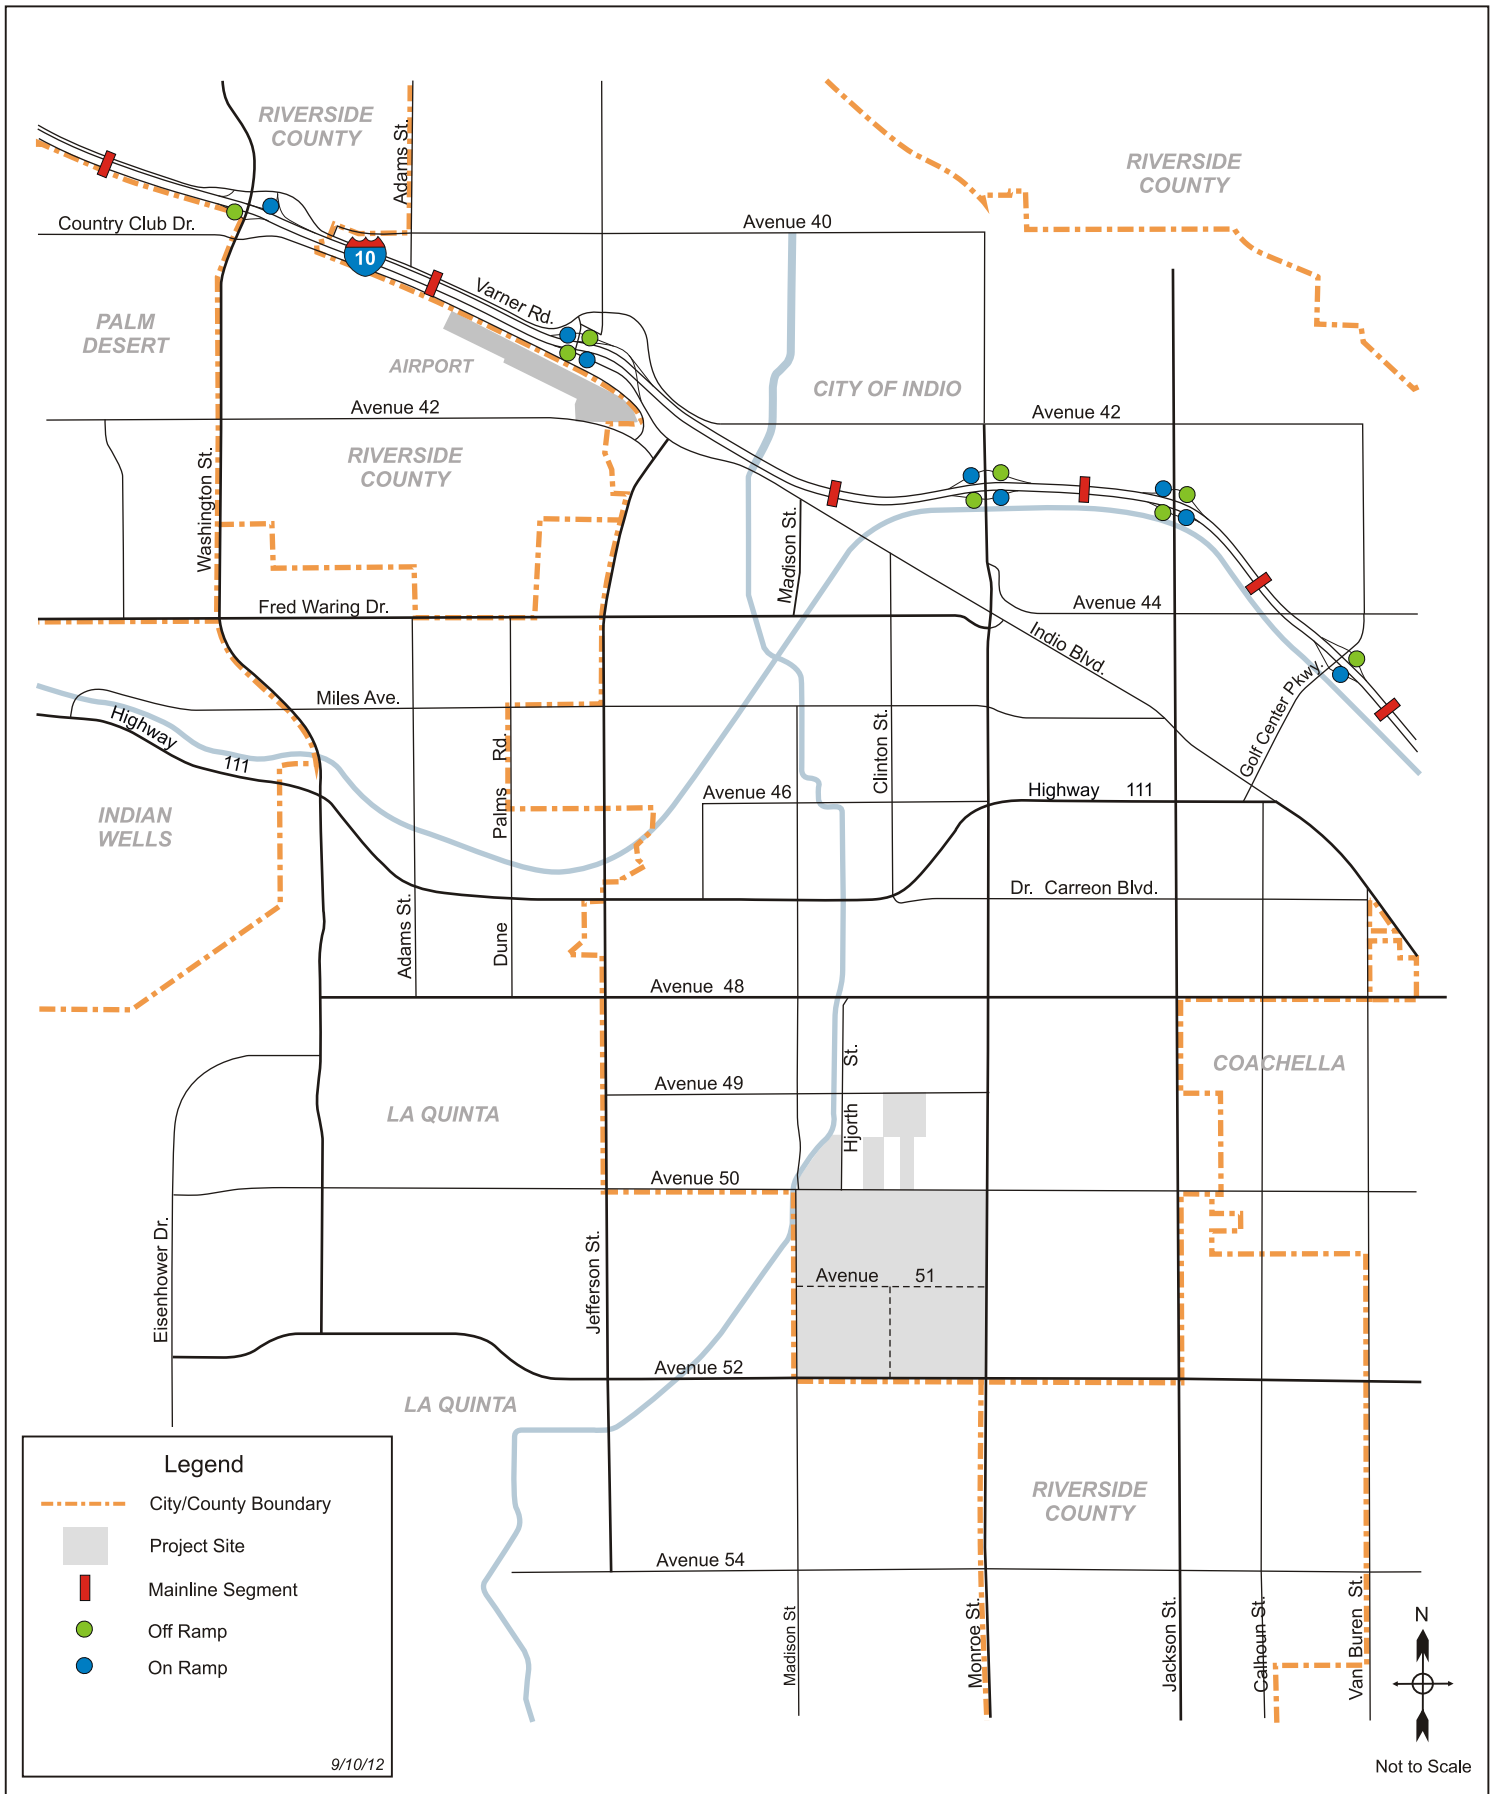 RIVERSIDE
COUNTY
Adams St.
RIVERSIDE
COUNTY
Country Club Dr.
Avenue 40
10
Varner Rd.
PALM
DESERT
AIRPORT
CITY OF INDIO
Avenue 42
Avenue 42
RIVERSIDE
COUNTY
Washington St.
Madison St.
Fred Waring Dr.
Avenue 44
Indio Blvd.
Miles Ave.
Highway
111
Palms Rd.
Clinton St.
Golf Center Pkwy.
Avenue 46
Highway 111
INDIAN
WELLS
Dr. Carreon Blvd.
Adams St.
Dune
Avenue 48
Hjorth St.
COACHELLA
Avenue 49
LA QUINTA
Avenue 50
Eisenhower Dr.
Jefferson St.
Avenue 51
Avenue 52
LA QUINTA
RIVERSIDE
COUNTY
Avenue 54
Madison St
Monroe St.
Jackson St.
Calhoun St.
Van Buren St.
Legend
City/County Boundary
Project Site
Mainline Segment
Off Ramp
On Ramp
9/10/12
N
Not to Scale